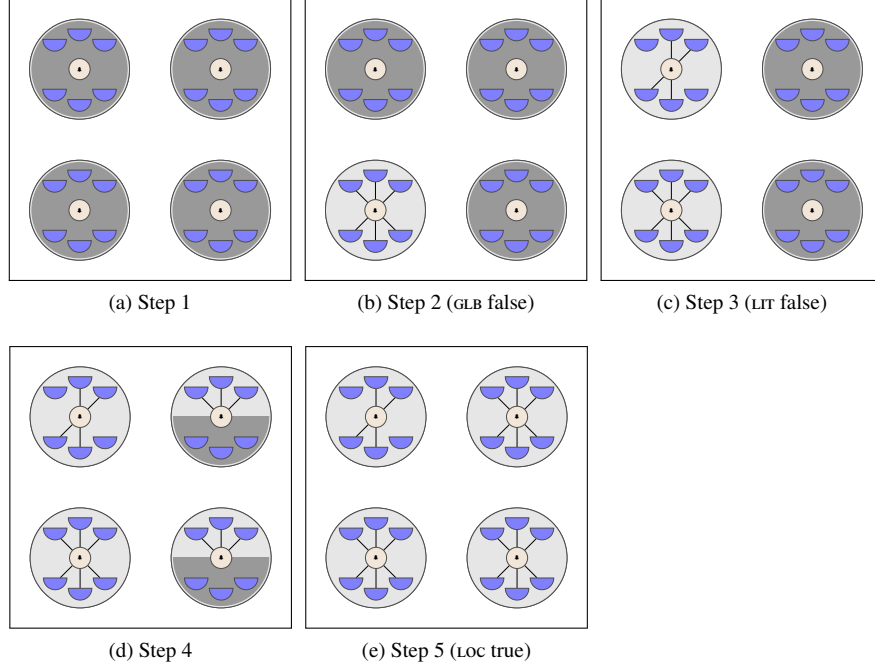 (a) Step 1
(b) Step 2 (GLB false)
(c) Step 3 (LIT false)
(d) Step 4
(e) Step 5 (LOC true)